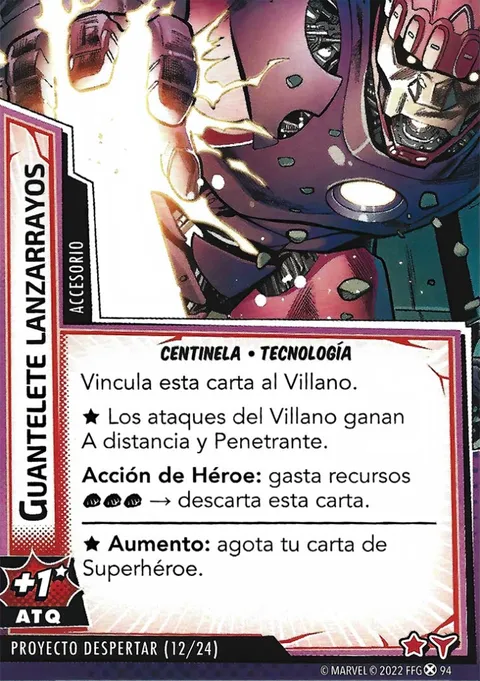 GUANTELETE LANZARRAYOS
ACCESORIO
CENTINELA • TECNOLOGÍA
Vincula esta carta al Villano.
★ Los ataques del Villano ganan
A distancia y Penetrante.
Acción de Héroe: gasta recursos
→ descarta esta carta.
★ Aumento: agota tu carta de
Superhéroe.
+1★
ATQ
PROYECTO DESPERTAR (12/24)
© MARVEL © 2022 FFG 94